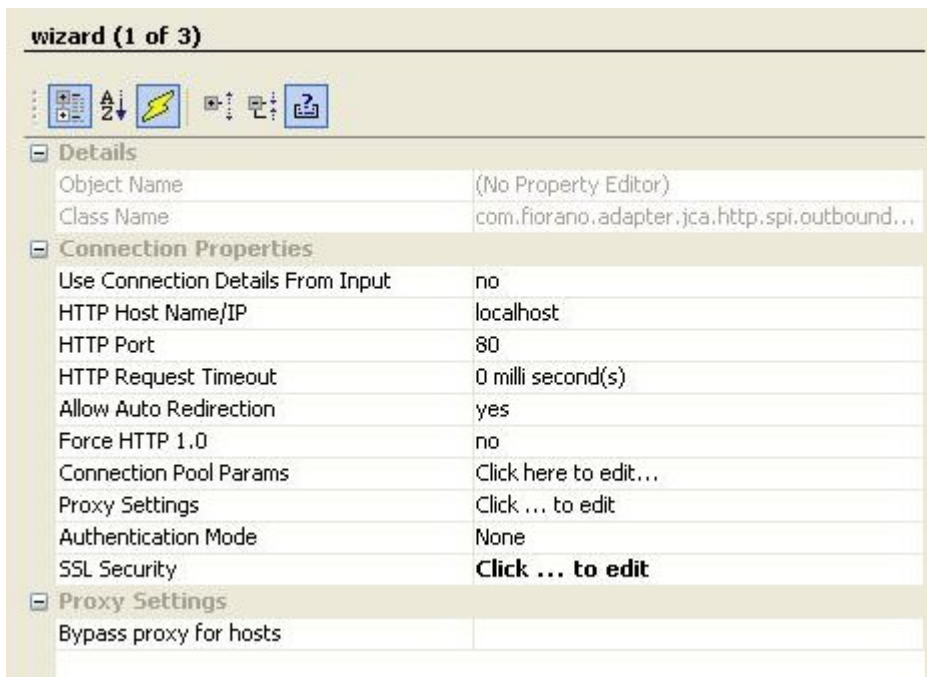 wizard (1 of 3)
Details
Object Name (No Property Editor)
Class Name com.fiorano.adapter.jca.http.spi.outbound...
Connection Properties
Use Connection Details From Input no
HTTP Host Name/IP localhost
HTTP Port 80
HTTP Request Timeout 0 milli second(s)
Allow Auto Redirection yes
Force HTTP 1.0 no
Connection Pool Params Click here to edit...
Proxy Settings Click ... to edit
Authentication Mode None
SSL Security Click ... to edit
Proxy Settings
Bypass proxy for hosts